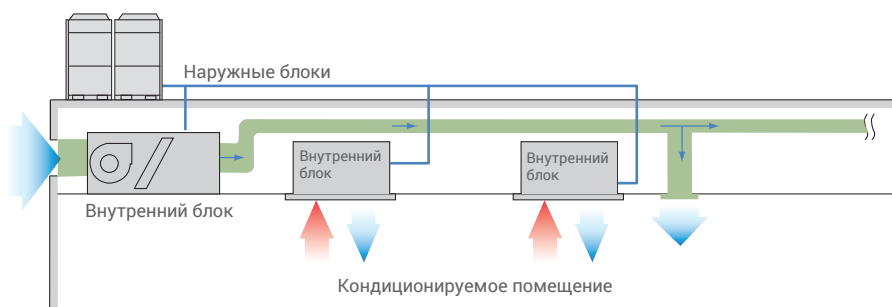 Наружные блоки
Внутренний
блок
Внутренний
блок
Внутренний блок
Кондиционируемое помещение